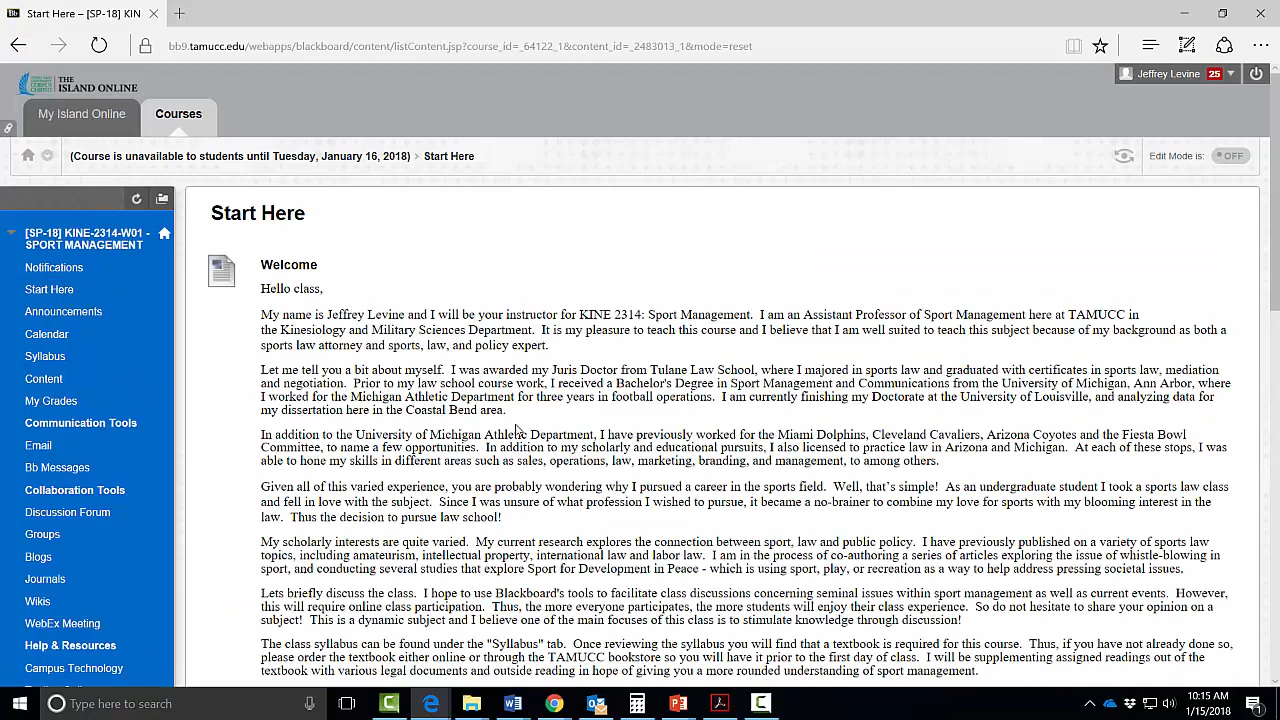 Start Here – [SP-18] KIN
bb9.tamucc.edu/webapps/blackboard/content/listContent.jsp?course_id=_64122_1&content_id=_2483013_1&mode=reset
THE
ISLAND ONLINE
Jeffrey Levine 25
My Island Online
Courses
(Course is unavailable to students until Tuesday, January 16, 2018) > Start Here
Edit Mode is: OFF
[SP-18] KINE-2314-W01 -
SPORT MANAGEMENT
Notifications
Start Here
Announcements
Calendar
Syllabus
Content
My Grades
Communication Tools
Email
Bb Messages
Collaboration Tools
Discussion Forum
Groups
Blogs
Journals
Wikis
WebEx Meeting
Help & Resources
Campus Technology
Start Here
Welcome
Hello class,
My name is Jeffrey Levine and I will be your instructor for KINE 2314: Sport Management. I am an Assistant Professor of Sport Management here at TAMUCC in
the Kinesiology and Military Sciences Department. It is my pleasure to teach this course and I believe that I am well suited to teach this subject because of my background as both a
sports law attorney and sports, law, and policy expert.
Let me tell you a bit about myself. I was awarded my Juris Doctor from Tulane Law School, where I majored in sports law and graduated with certificates in sports law, mediation
and negotiation. Prior to my law school course work, I received a Bachelor's Degree in Sport Management and Communications from the University of Michigan, Ann Arbor, where
I worked for the Michigan Athletic Department for three years in football operations. I am currently finishing my Doctorate at the University of Louisville, and analyzing data for
my dissertation here in the Coastal Bend area.
In addition to the University of Michigan Athletic Department, I have previously worked for the Miami Dolphins, Cleveland Cavaliers, Arizona Coyotes and the Fiesta Bowl
Committee, to name a few opportunities. In addition to my scholarly and educational pursuits, I also licensed to practice law in Arizona and Michigan. At each of these stops, I was
able to hone my skills in different areas such as sales, operations, law, marketing, branding, and management, to among others.
Given all of this varied experience, you are probably wondering why I pursued a career in the sports field. Well, that's simple! As an undergraduate student I took a sports law class
and fell in love with the subject. Since I was unsure of what profession I wished to pursue, it became a no-brainer to combine my love for sports with my blooming interest in the
law. Thus the decision to pursue law school!
My scholarly interests are quite varied. My current research explores the connection between sport, law and public policy. I have previously published on a variety of sports law
topics, including amateurism, intellectual property, international law and labor law. I am in the process of co-authoring a series of articles exploring the issue of whistle-blowing in
sport, and conducting several studies that explore Sport for Development in Peace - which is using sport, play, or recreation as a way to help address pressing societal issues.
Lets briefly discuss the class. I hope to use Blackboard's tools to facilitate class discussions concerning seminal issues within sport management as well as current events. However,
this will require online class participation. Thus, the more everyone participates, the more students will enjoy their class experience. So do not hesitate to share your opinion on a
subject! This is a dynamic subject and I believe one of the main focuses of this class is to stimulate knowledge through discussion!
The class syllabus can be found under the "Syllabus" tab. Once reviewing the syllabus you will find that a textbook is required for this course. Thus, if you have not already done so,
please order the textbook either online or through the TAMUCC bookstore so you will have it prior to the first day of class. I will be supplementing assigned readings out of the
textbook with various legal documents and outside reading in hope of giving you a more rounded understanding of sport management.
Type here to search
10:15 AM
1/15/2018